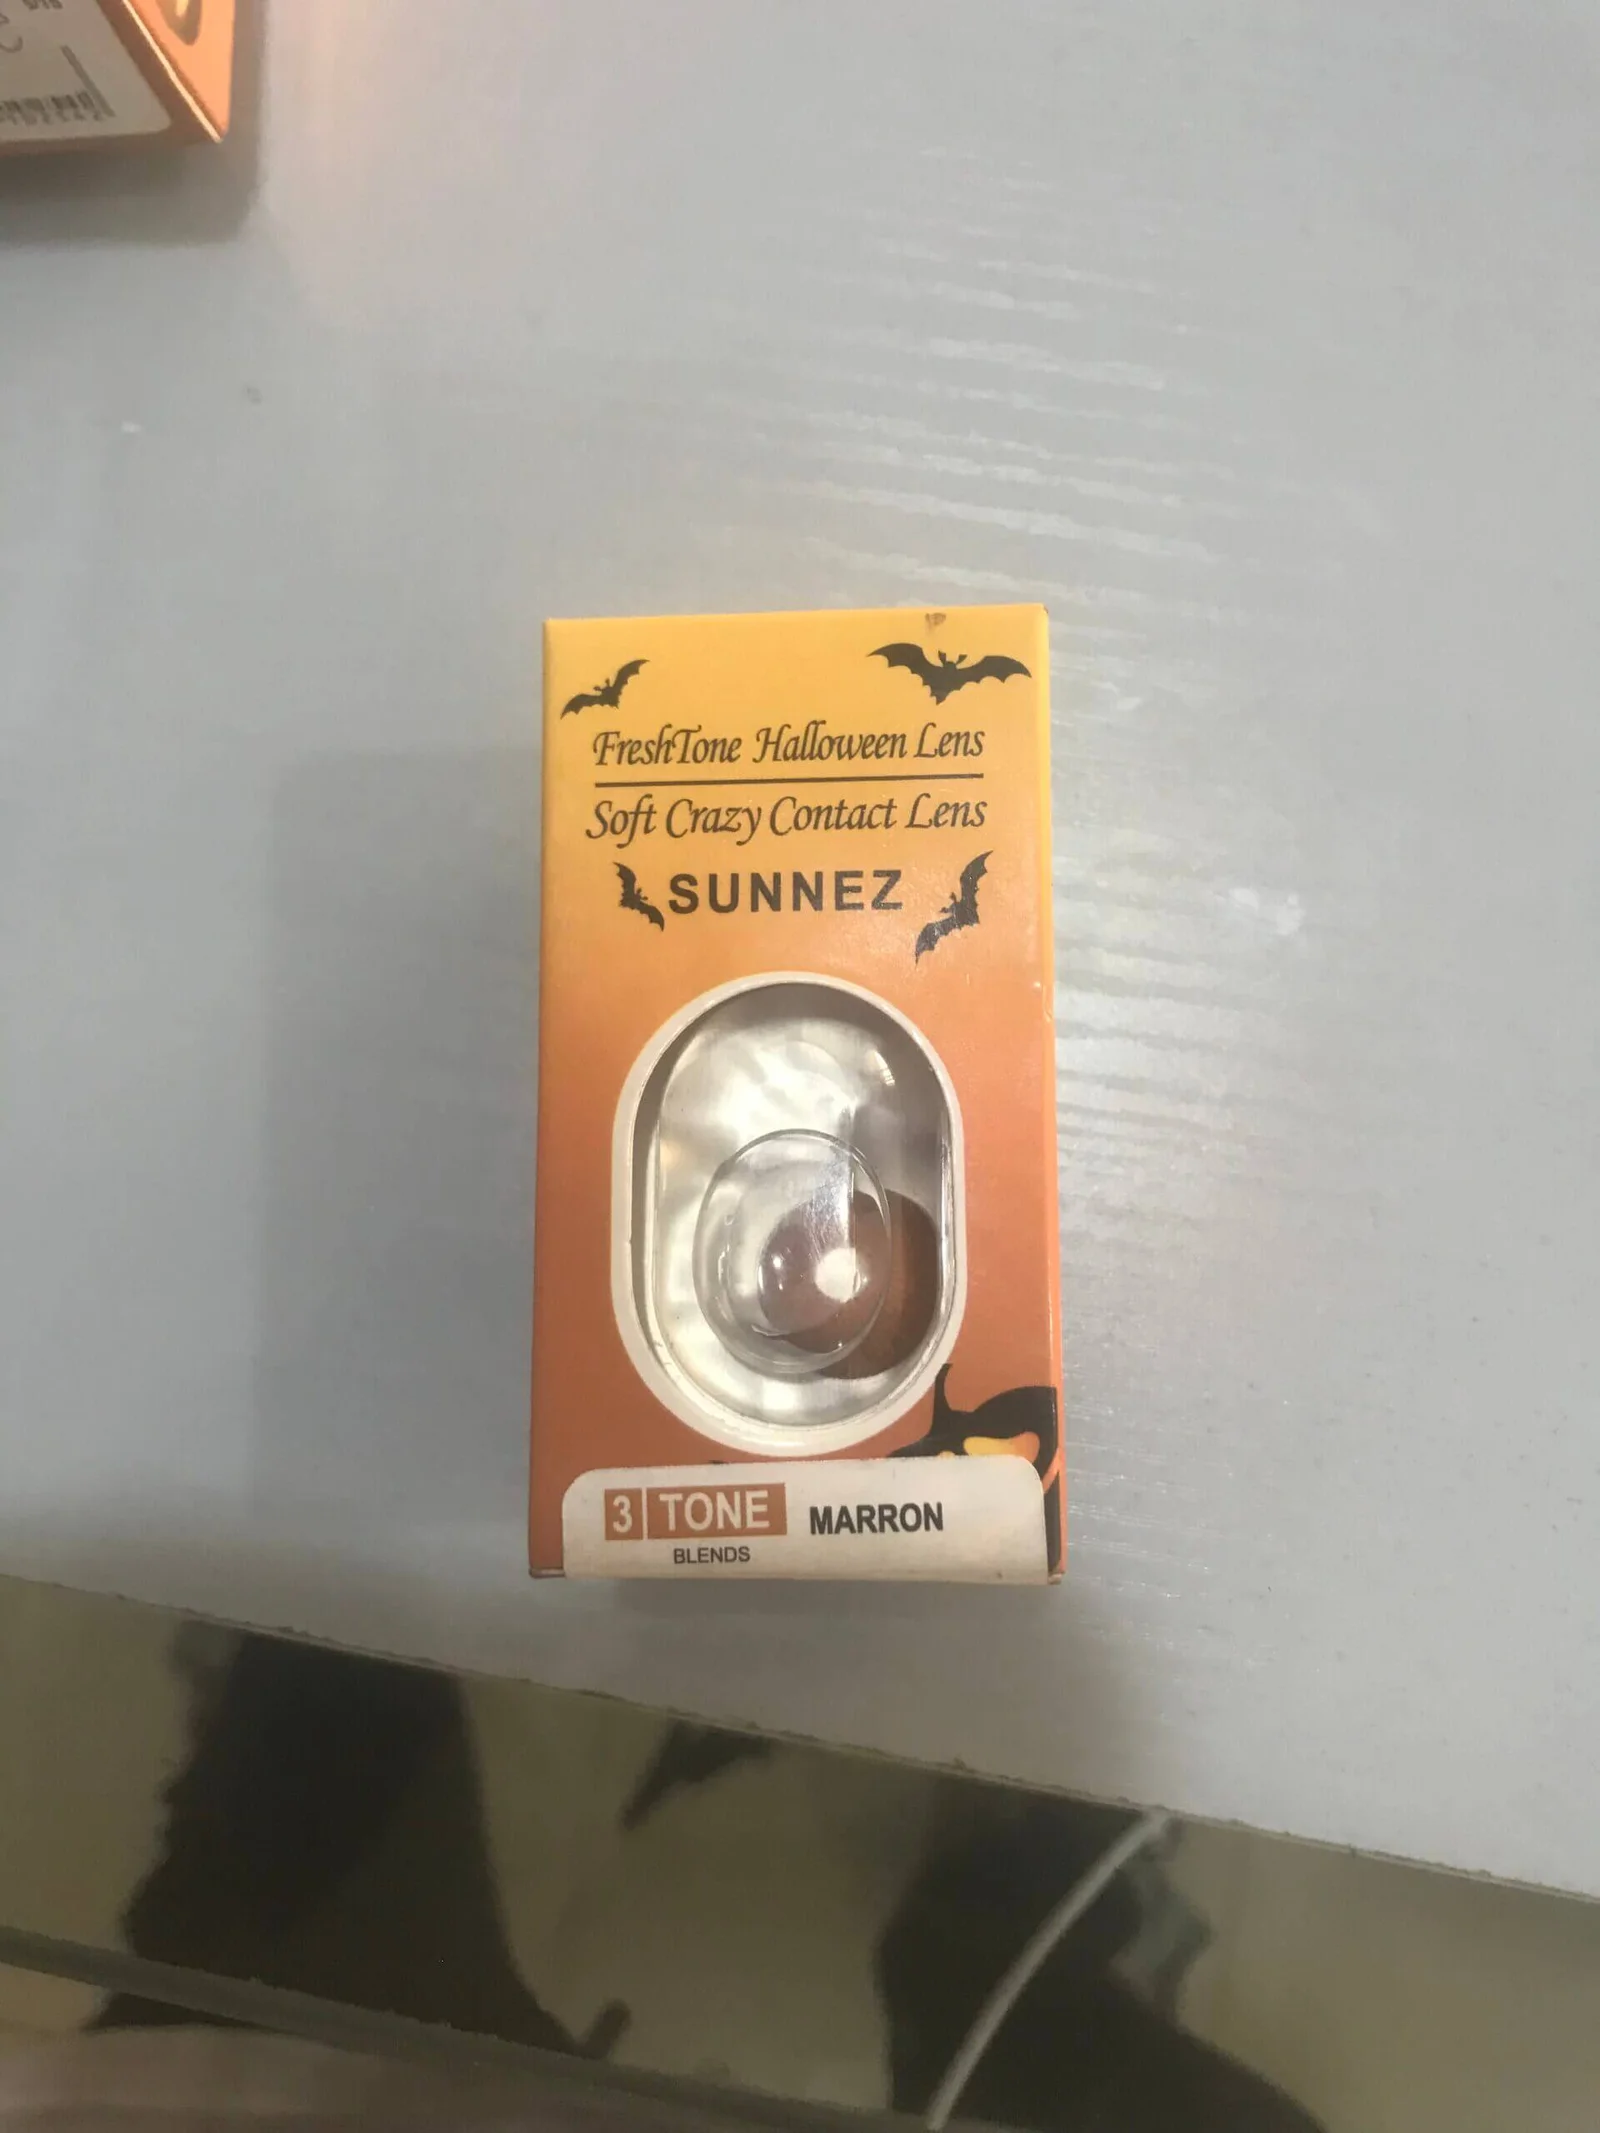 FreshTone Halloween Lens
Soft Crazy Contact Lens
SUNNEZ
3 TONE MARRON
BLENDS